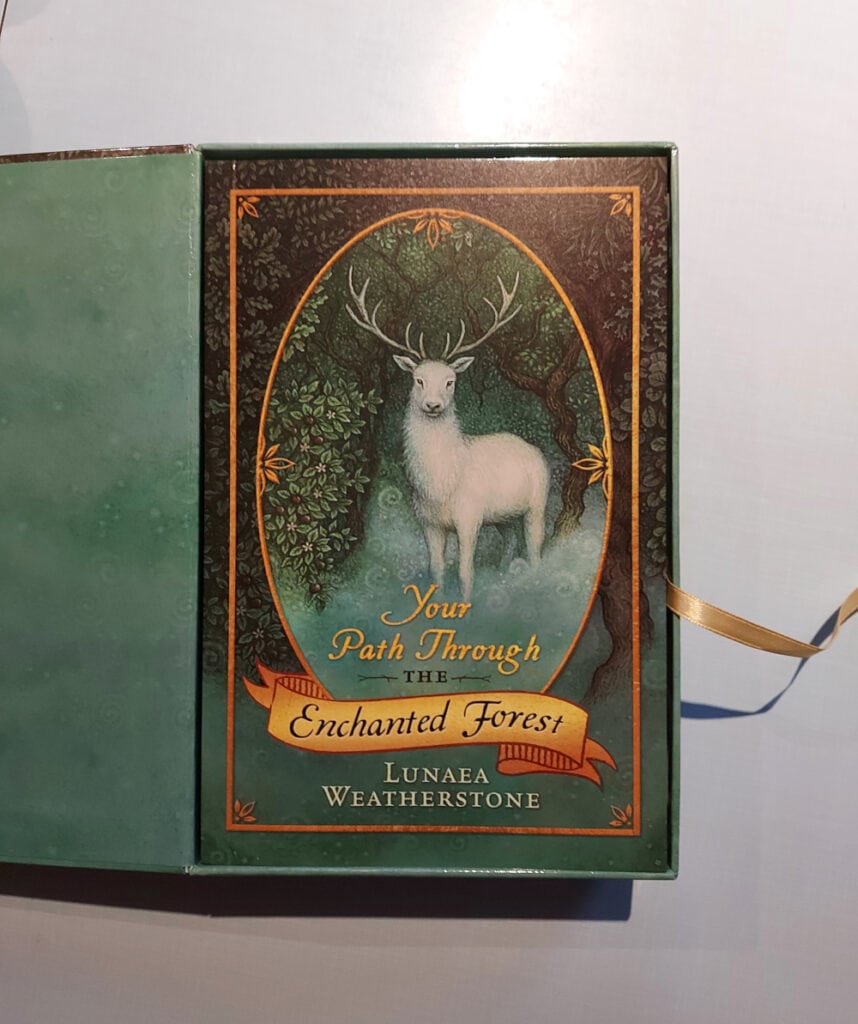 Your
Path Through
THE
Enchanted Forest
LUNAEA
WEATHERSTONE